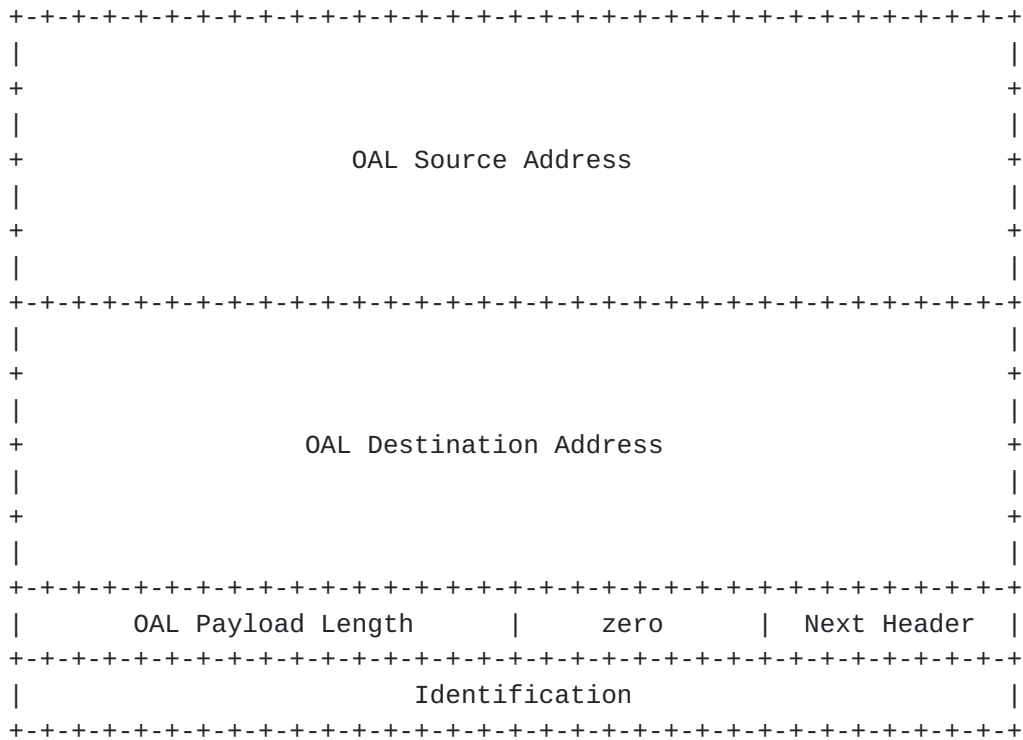 OAL Source Address
OAL Destination Address
OAL Payload Length | zero | Next Header
Identification